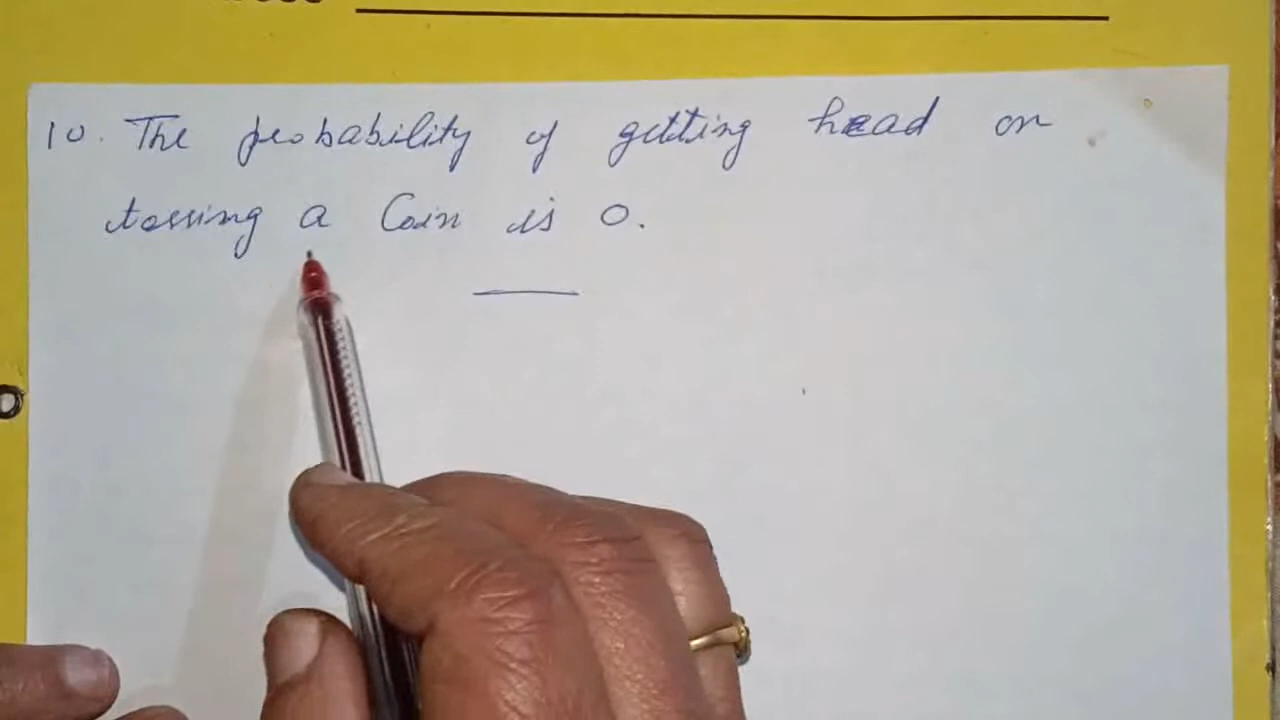 10. The probability of getting head on
tossing a Coin is 0.